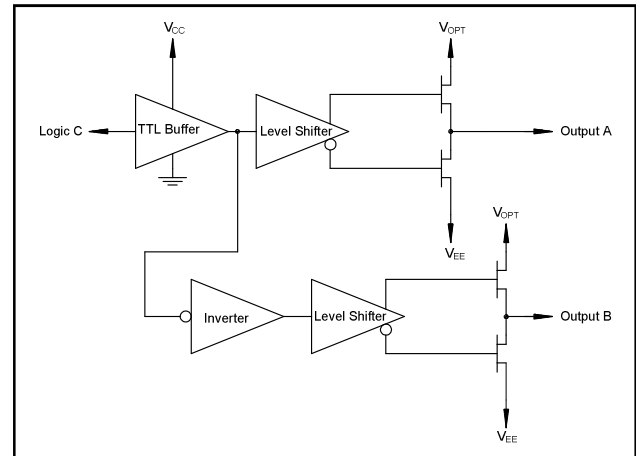 VCC
VOPT
Logic C
TTL Buffer
Level Shifter
Output A
VEE
VOPT
Inverter
Level Shifter
Output B
VEE